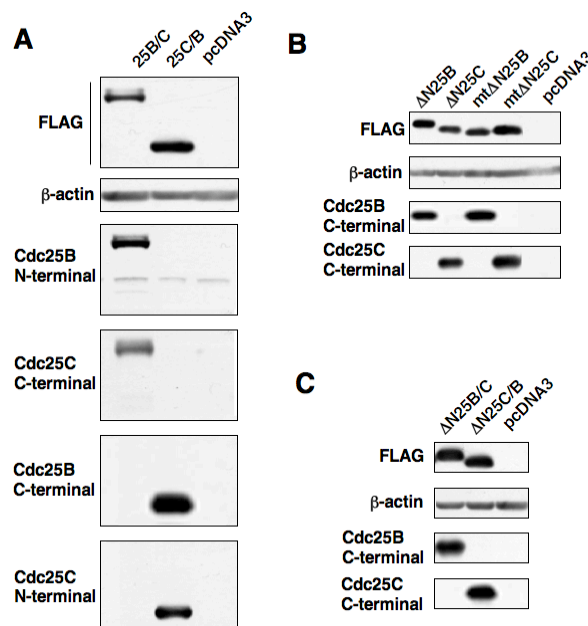 A
25B/C
25C/B
pcDNA3
FLAG
β-actin
Cdc25B
N-terminal
Cdc25C
C-terminal
Cdc25B
C-terminal
Cdc25C
N-terminal
B
ΔN25B
ΔN25C
mtΔN25B
mtΔN25C
pcDNA3
FLAG
β-actin
Cdc25B
C-terminal
Cdc25C
C-terminal
C
ΔN25B/C
ΔN25C/B
pcDNA3
FLAG
β-actin
Cdc25B
C-terminal
Cdc25C
C-terminal